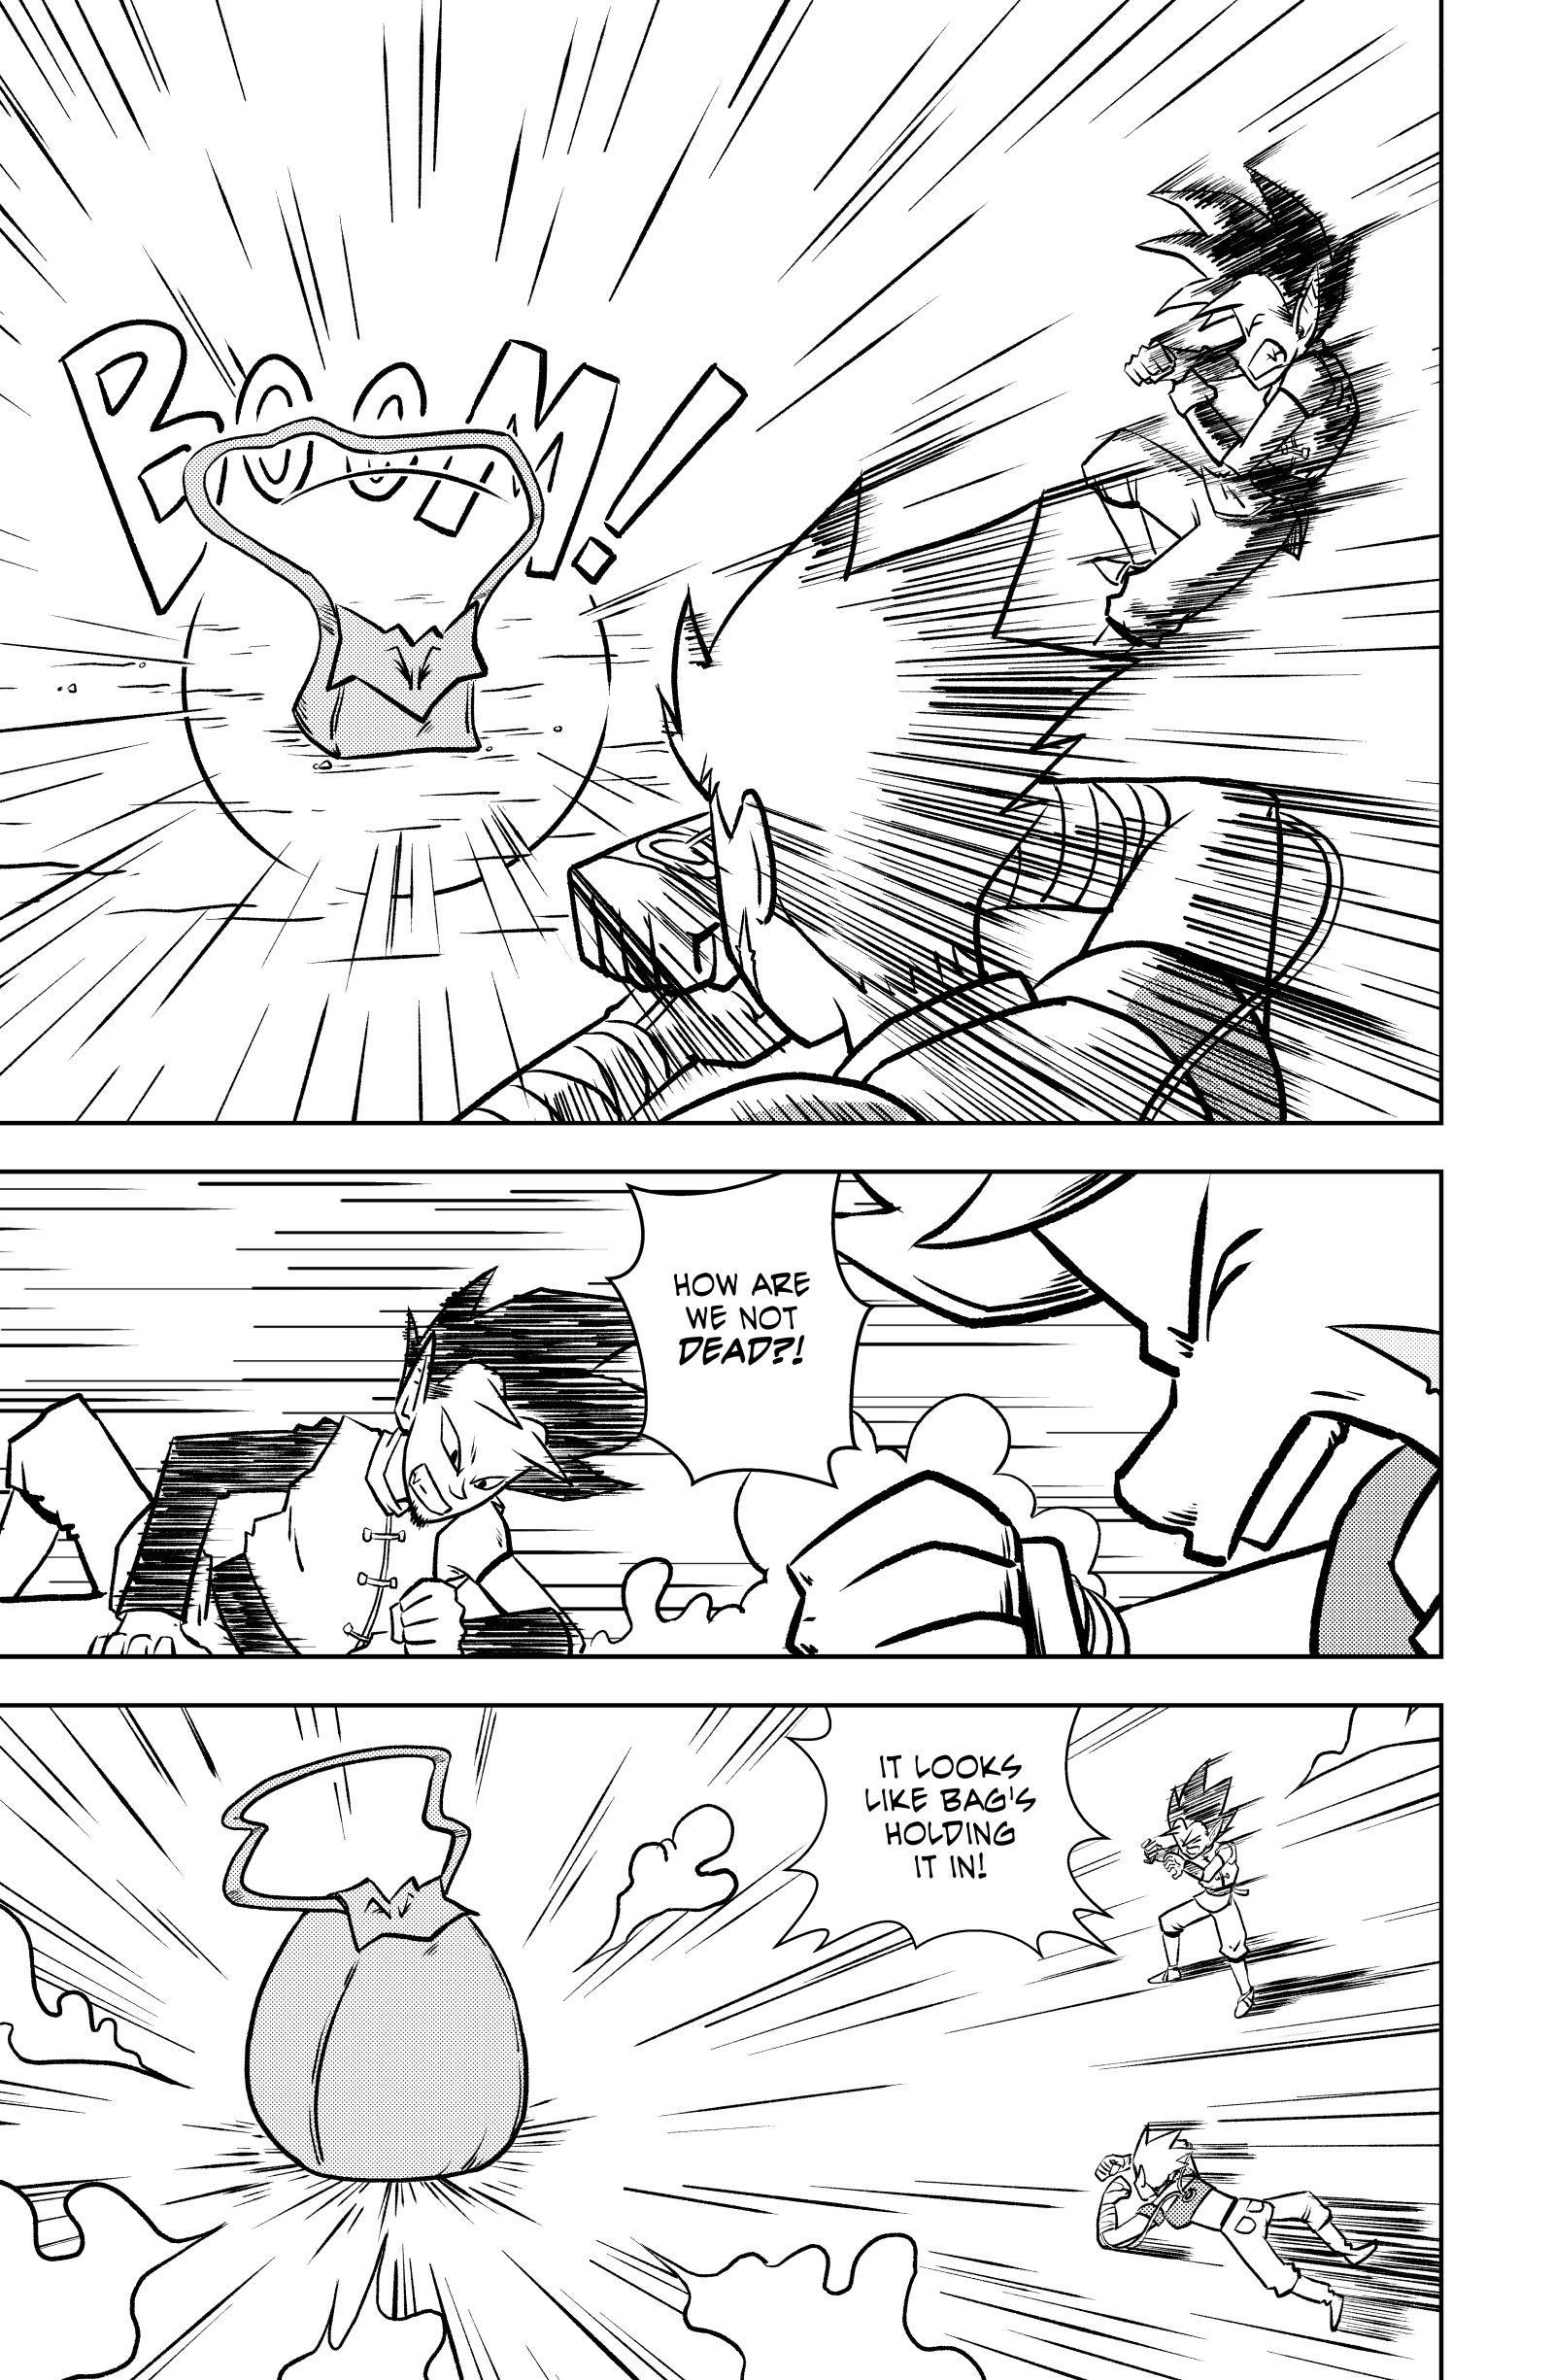 BOOM!
HOW ARE
WE NOT
DEAD?!
IT LOOKS
LIKE BAG'S
HOLDING
IT IN!